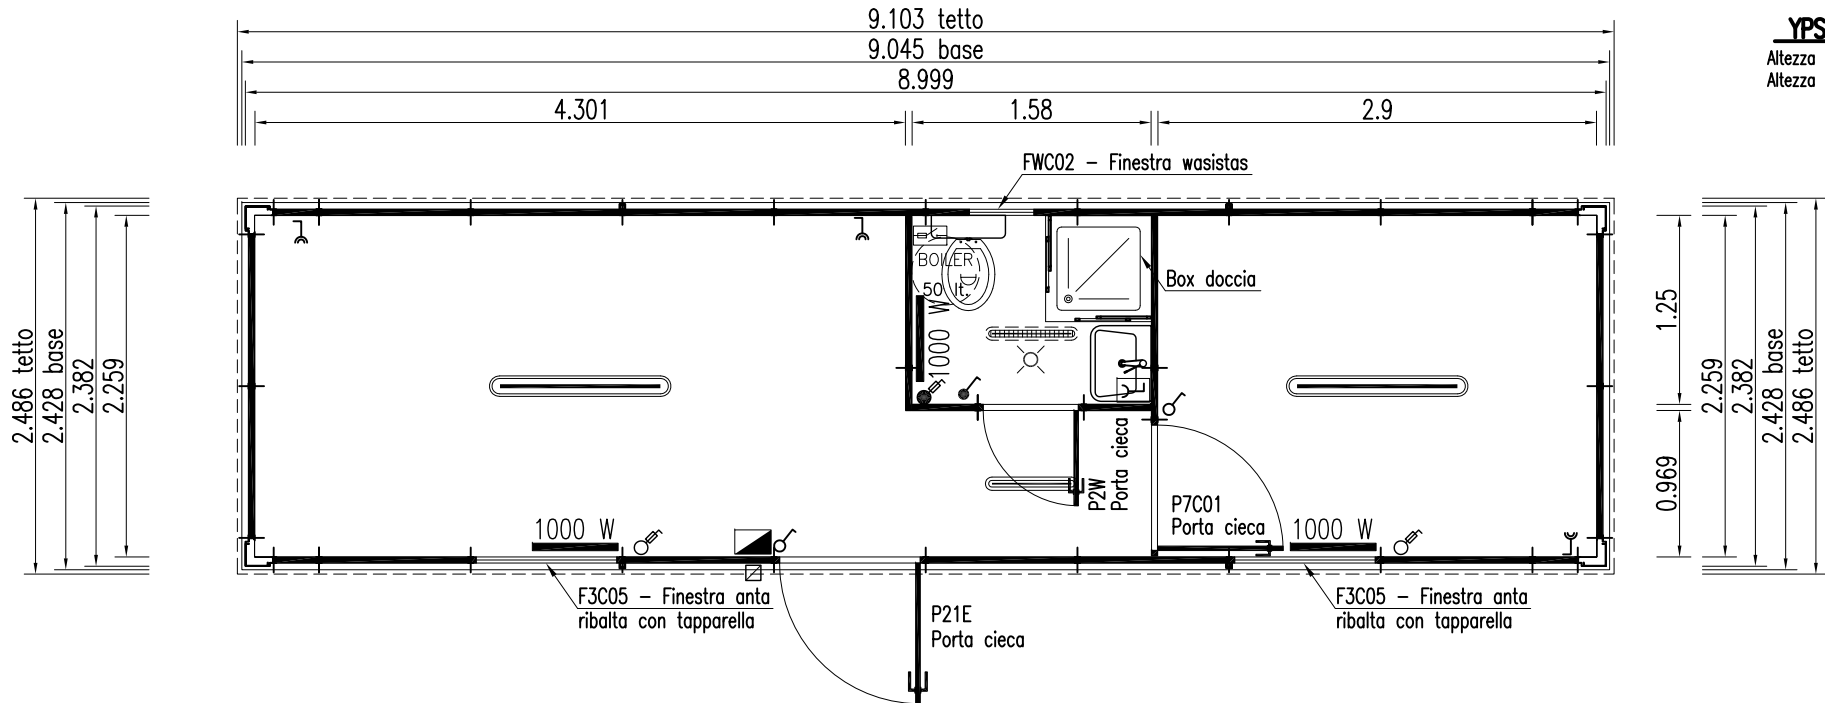 9.103 tetto
9.045 base
8.999
4.301
1.58
2.9
YPS
Altezza
Altezza
FWC02 - Finestra wasistas
BOILER
50 lt.
1000 W
Box doccia
2.486 tetto
2.428 base
2.382
2.259
1.25
0.969
2.259
2.382
2.428 base
2.486 tetto
P2W
Porta cieca
P7C01
Porta cieca
1000 W
1000 W
F3C05 - Finestra anta
ribalta con tapparella
P21E
Porta cieca
F3C05 - Finestra anta
ribalta con tapparella